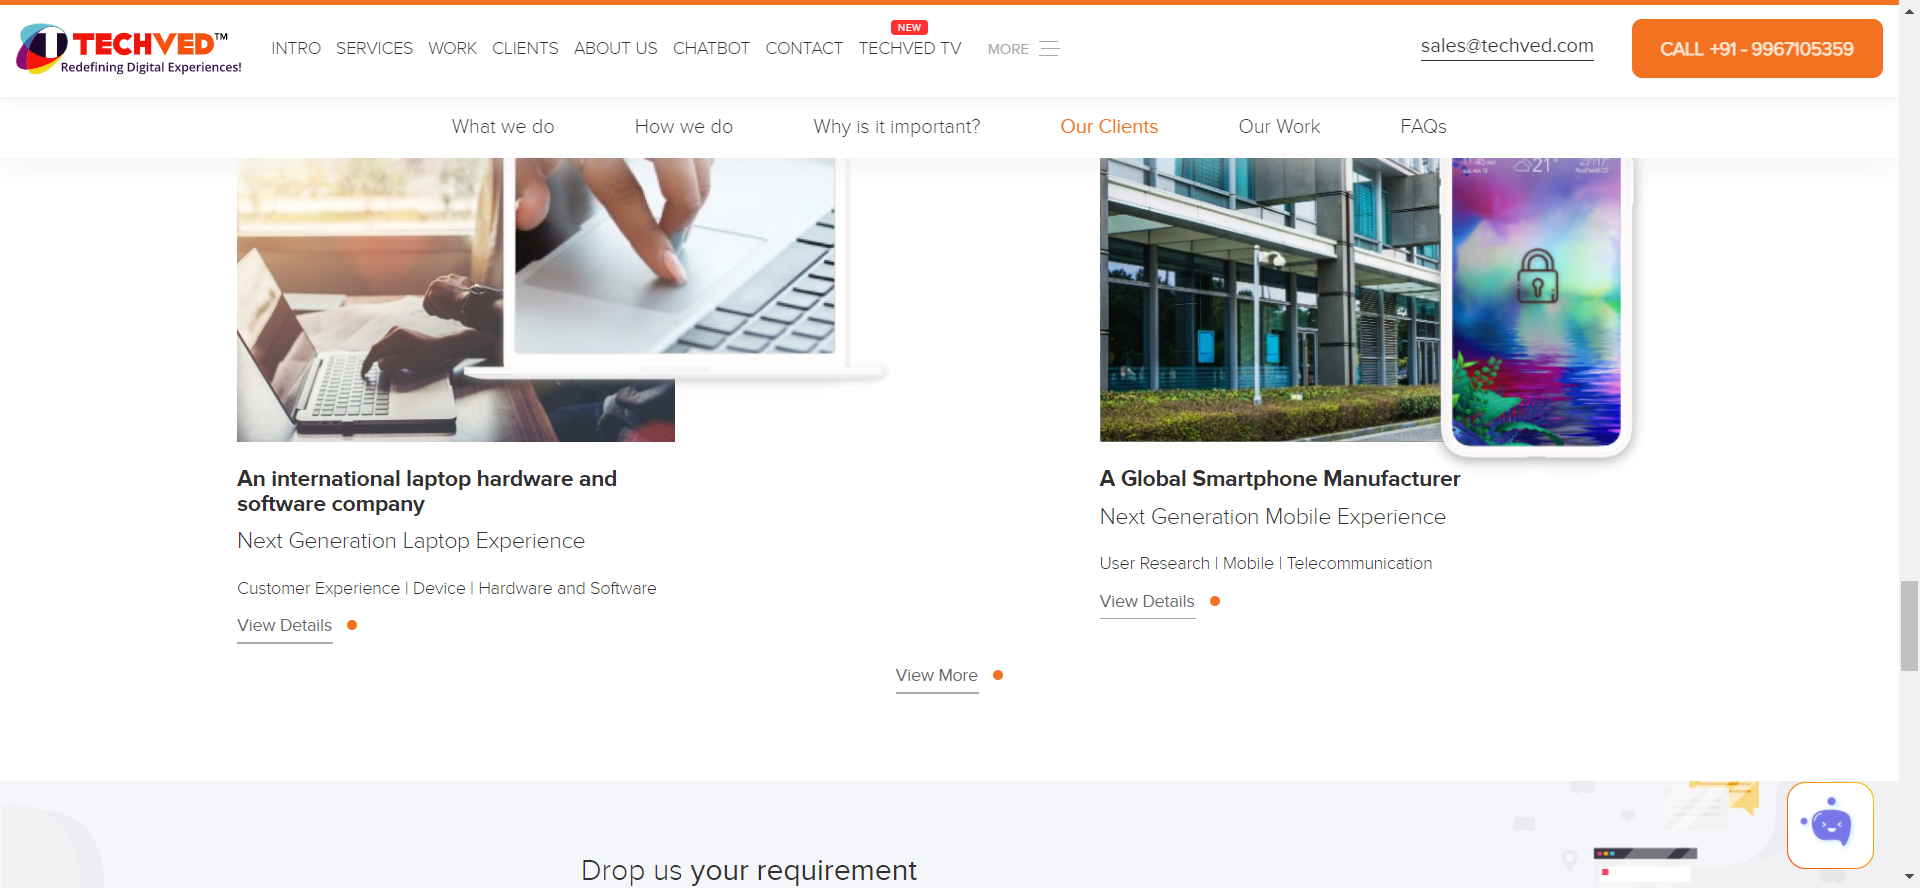 TECHVED™
Redefining Digital Experiences!
INTRO SERVICES WORK CLIENTS ABOUT US CHATBOT CONTACT TECHVED TV MORE
NEW
sales@techved.com
CALL +91 - 9967105359
What we do How we do Why is it important? Our Clients Our Work FAQs
21°
An international laptop hardware and
software company
Next Generation Laptop Experience
Customer Experience | Device | Hardware and Software
View Details
A Global Smartphone Manufacturer
Next Generation Mobile Experience
User Research | Mobile | Telecommunication
View Details
View More
Drop us your requirement